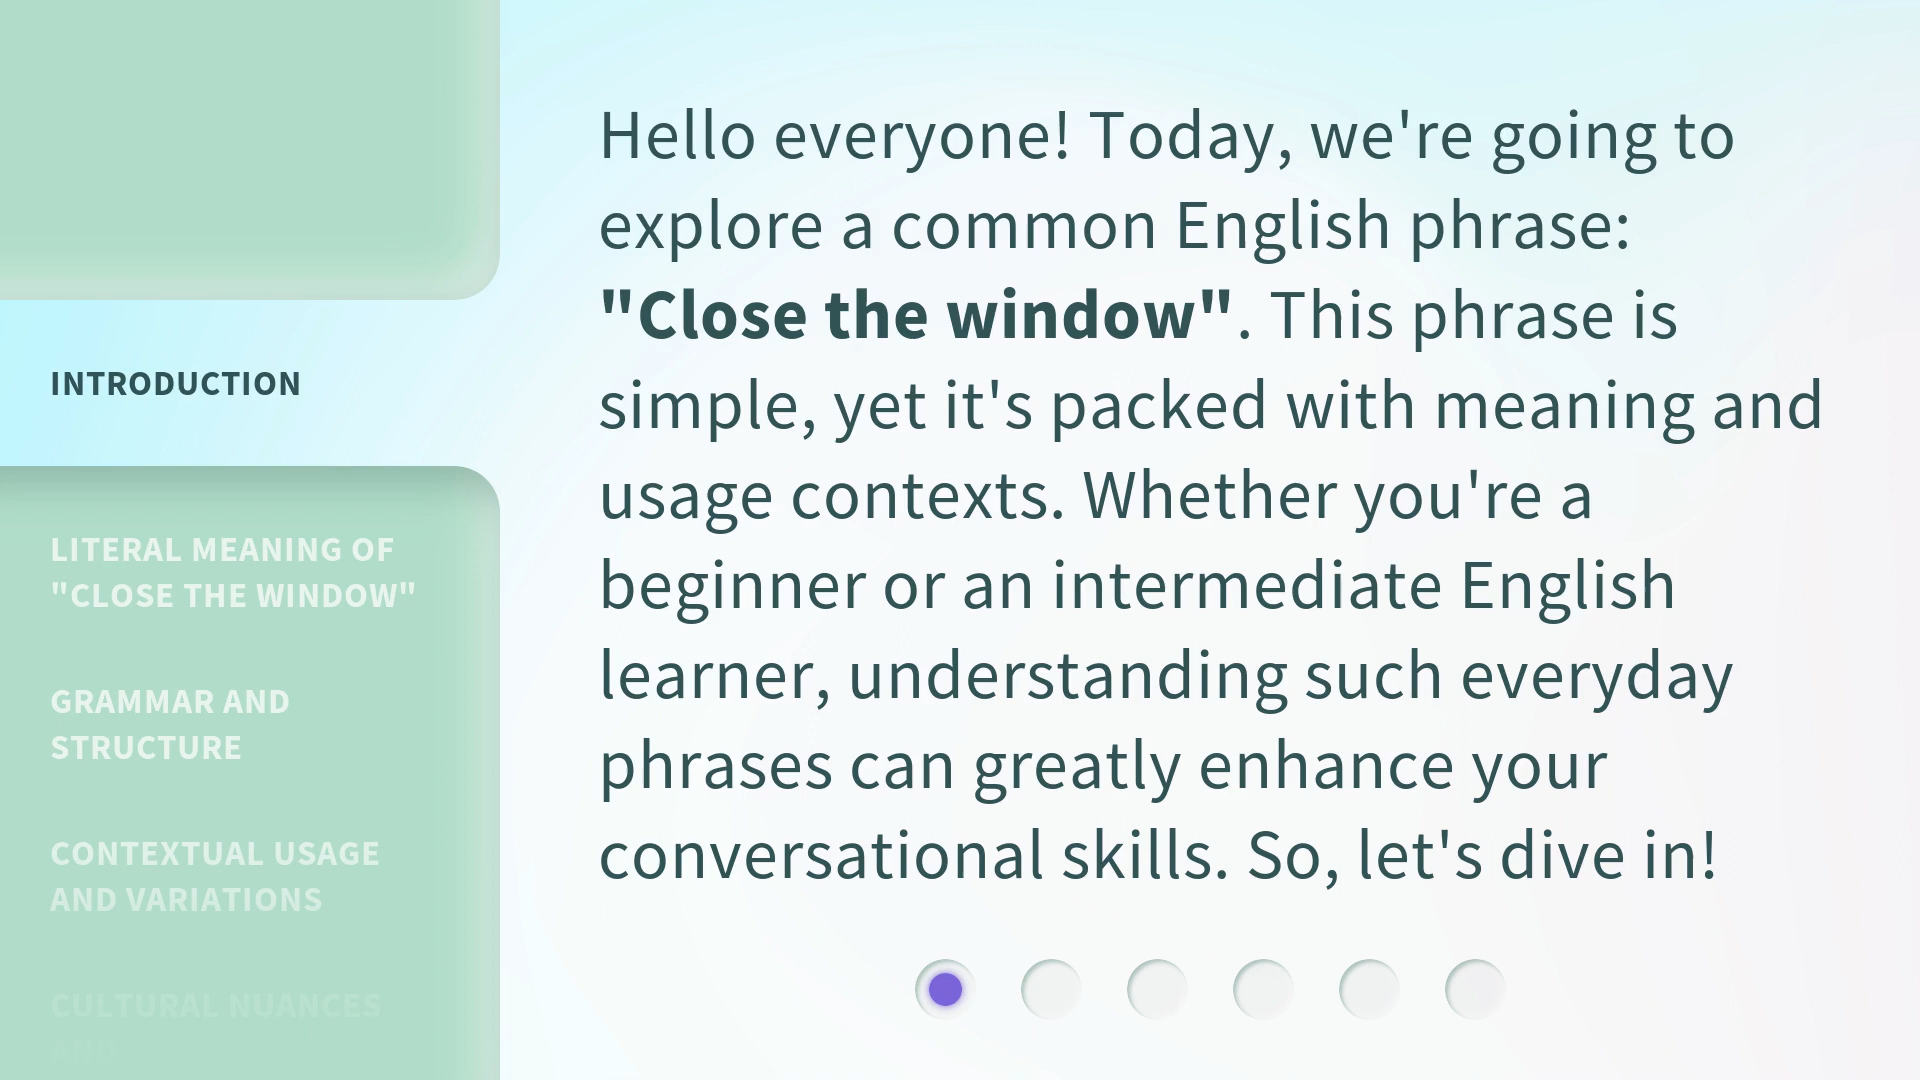 INTRODUCTION
LITERAL MEANING OF
"CLOSE THE WINDOW"
GRAMMAR AND
STRUCTURE
CONTEXTUAL USAGE
AND VARIATIONS
CULTURAL NUANCES
AND
Hello everyone! Today, we're going to
explore a common English phrase:
"Close the window". This phrase is
simple, yet it's packed with meaning and
usage contexts. Whether you're a
beginner or an intermediate English
learner, understanding such everyday
phrases can greatly enhance your
conversational skills. So, let's dive in!